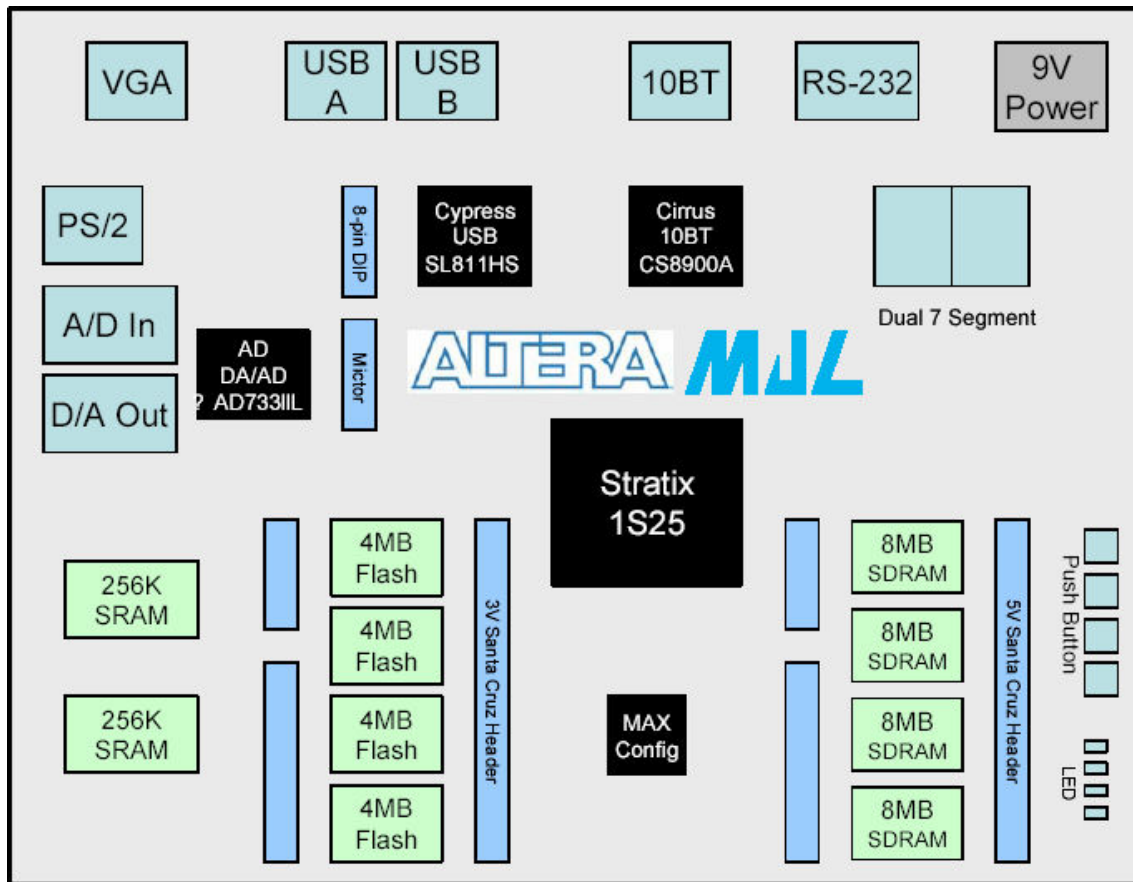 VGA
USB
A
USB
B
10BT
RS-232
9V
Power
PS/2
8-pin DIP
Cypress
USB
SL811HS
Cirrus
10BT
CS8900A
A/D In
Dual 7 Segment
AD
DA/AD
? AD733IIL
Mictor
ALTERA
MJL
D/A Out
Stratix
1S25
256K
SRAM
256K
SRAM
4MB
Flash
4MB
Flash
4MB
Flash
4MB
Flash
3V Santa Cruz Header
MAX
Config
8MB
SDRAM
8MB
SDRAM
8MB
SDRAM
8MB
SDRAM
5V Santa Cruz Header
Push Button
LED